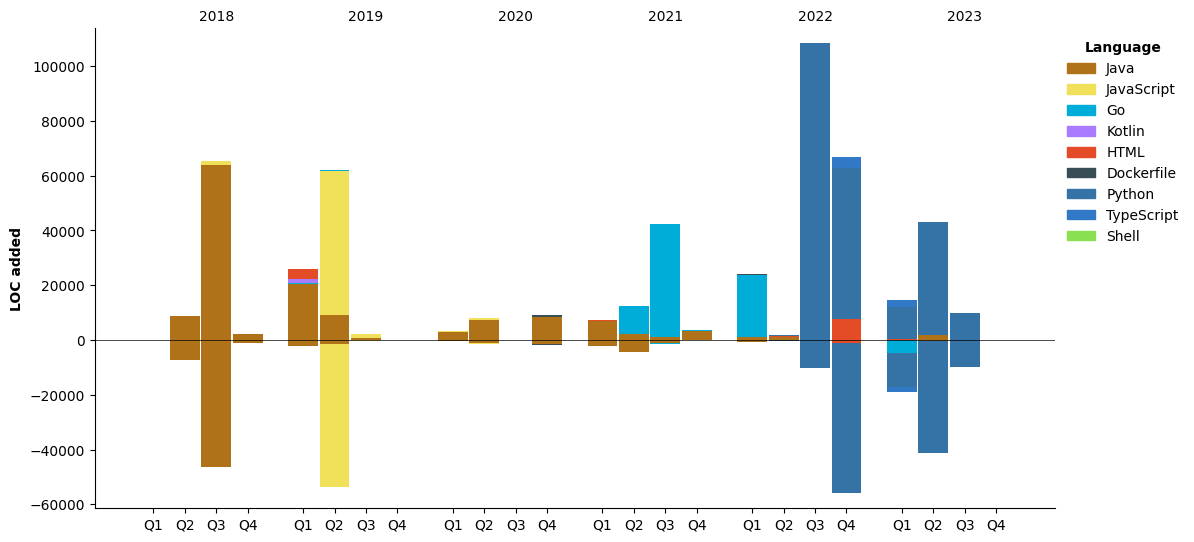 2018 2019 2020 2021 2022 2023
Language
Java
JavaScript
Go
Kotlin
HTML
Dockerfile
Python
TypeScript
Shell
LOC added
100000
80000
60000
40000
20000
0
−20000
−40000
−60000
Q1 Q2 Q3 Q4 Q1 Q2 Q3 Q4 Q1 Q2 Q3 Q4 Q1 Q2 Q3 Q4 Q1 Q2 Q3 Q4 Q1 Q2 Q3 Q4